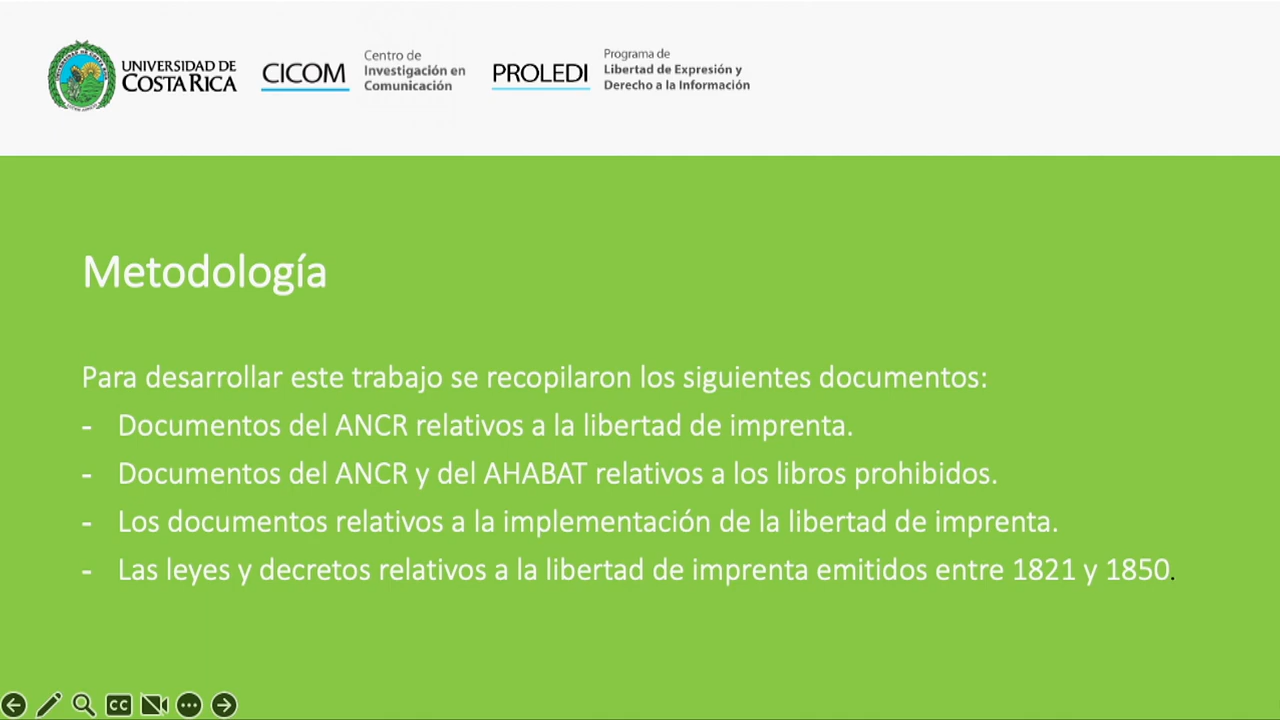 UNIVERSIDAD DE
COSTA RICA
CICOM
Centro de
Investigación en
Comunicación
PROLEDI
Programa de
Libertad de Expresión y
Derecho a la Información
Metodología
Para desarrollar este trabajo se recopilaron los siguientes documentos:
- Documentos del ANCR relativos a la libertad de imprenta.
- Documentos del ANCR y del AHABAT relativos a los libros prohibidos.
- Los documentos relativos a la implementación de la libertad de imprenta.
- Las leyes y decretos relativos a la libertad de imprenta emitidos entre 1821 y 1850.
CC